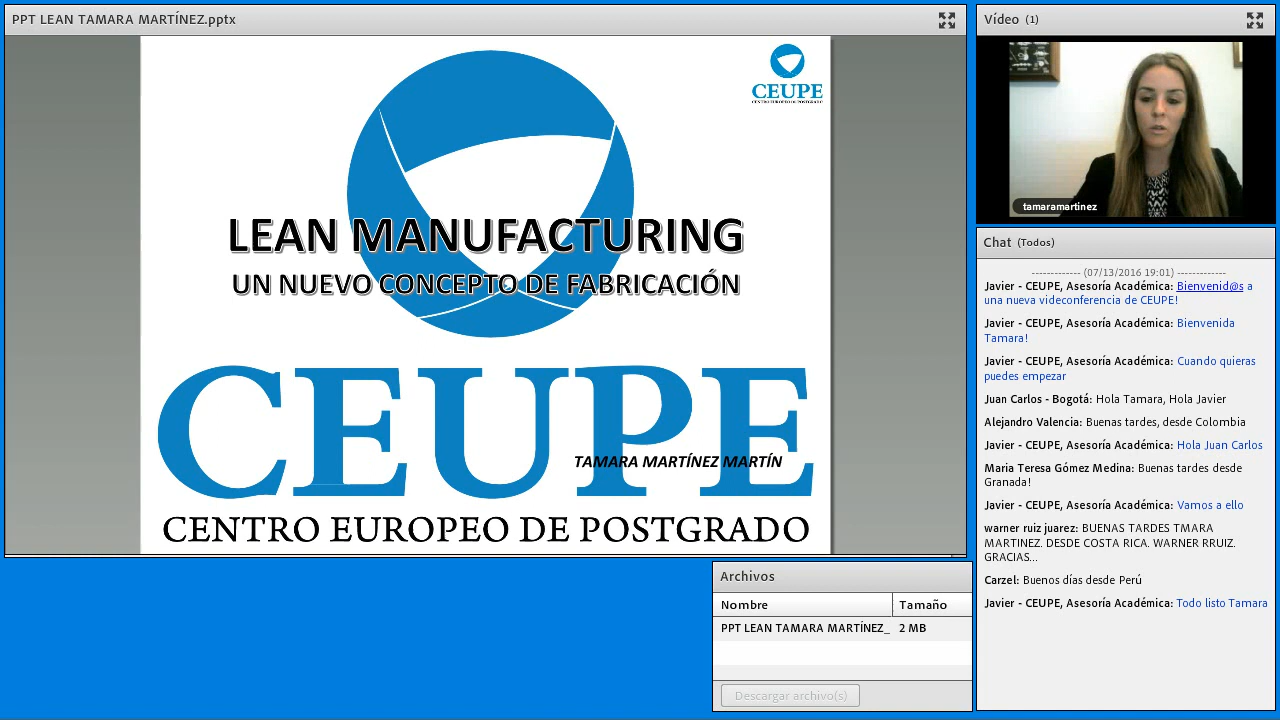 PPT LEAN TAMARA MARTÍNEZ.pptx
CEUPE
CENTRO EUROPEO DE POSTGRADO
LEAN MANUFACTURING
UN NUEVO CONCEPTO DE FABRICACIÓN
CEUPE
TAMARA MARTÍNEZ MARTÍN
CENTRO EUROPEO DE POSTGRADO
Archivos
Nombre Tamaño
PPT LEAN TAMARA MARTÍNEZ_ 2 MB
Descargar archivo(s)
Vídeo (1)
tamaramartinez
Chat (Todos)
------------- (07/13/2016 19:01) -------------
Javier - CEUPE, Asesoría Académica: Bienvenid@s a
una nueva videconferencia de CEUPE!
Javier - CEUPE, Asesoría Académica: Bienvenida
Tamara!
Javier - CEUPE, Asesoría Académica: Cuando quieras
puedes empezar
Juan Carlos - Bogotá: Hola Tamara, Hola Javier
Alejandro Valencia: Buenas tardes, desde Colombia
Javier - CEUPE, Asesoría Académica: Hola Juan Carlos
Maria Teresa Gómez Medina: Buenas tardes desde
Granada!
Javier - CEUPE, Asesoría Académica: Vamos a ello
warner ruiz juarez: BUENAS TARDES TMARA
MARTINEZ. DESDE COSTA RICA. WARNER RRUIZ.
GRACIAS...
Carzel: Buenos días desde Perú
Javier - CEUPE, Asesoría Académica: Todo listo Tamara